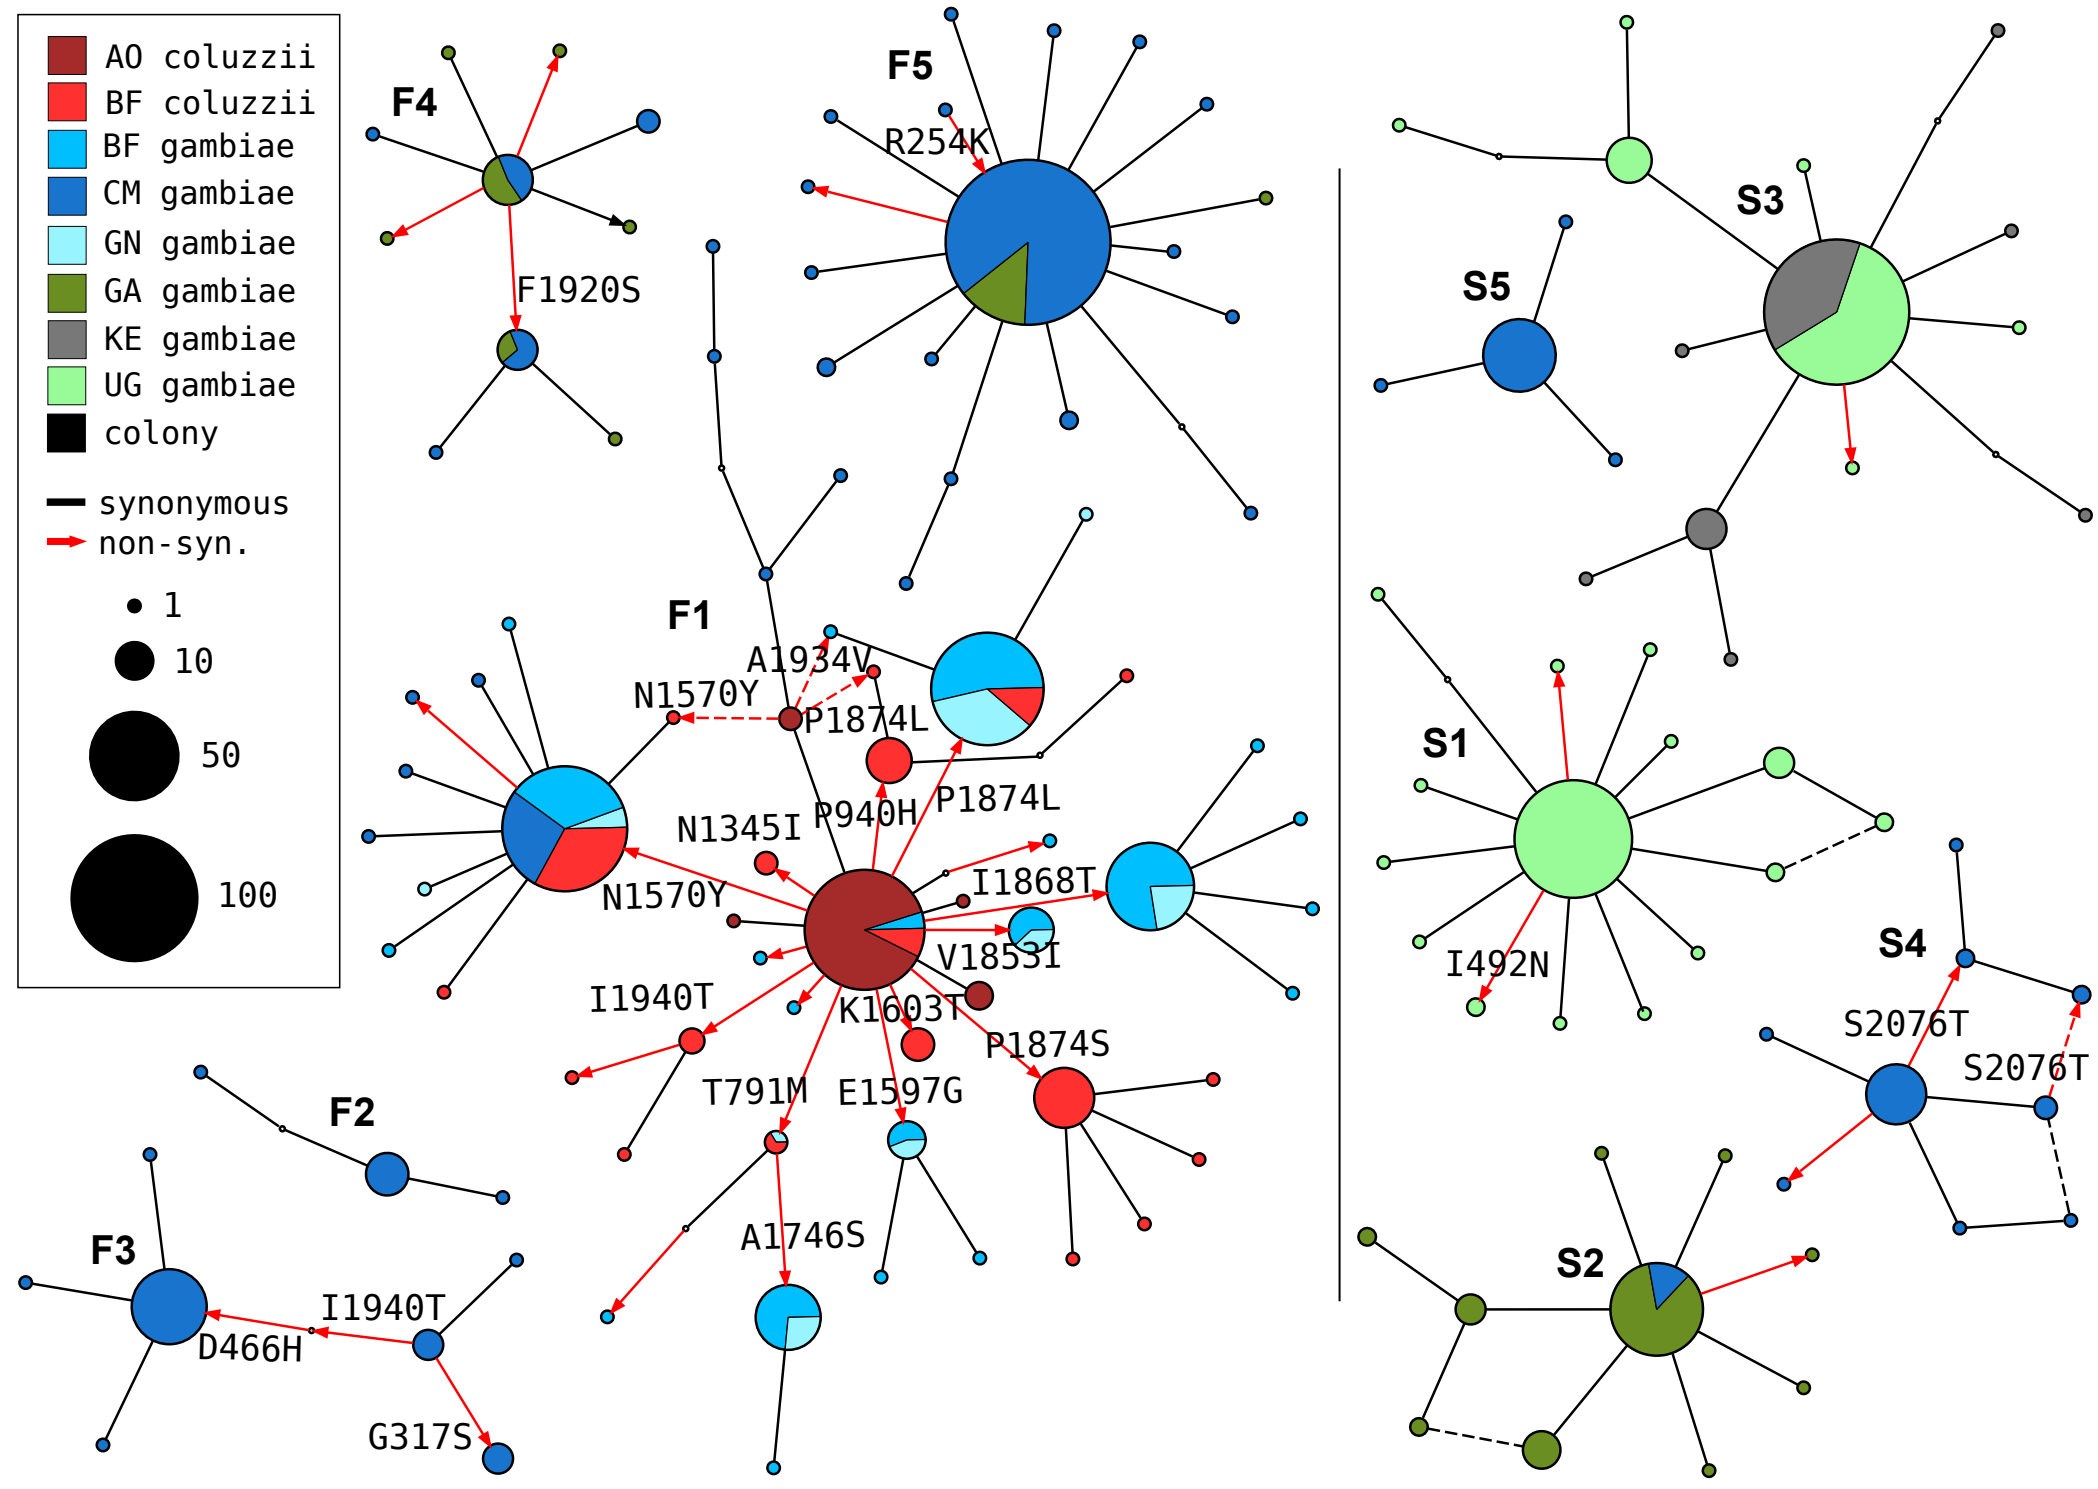 AO coluzzii
BF coluzzii
BF gambiae
CM gambiae
GN gambiae
GA gambiae
KE gambiae
UG gambiae
colony
synonymous
non-syn.
1
10
50
100
F4
F1920S
F5
R254K
F1
A1934V
N1570Y
P1874L
P940H
P1874L
N1345I
N1570Y
I1868T
V1853I
K1603T
I1940T
P1874S
T791M
E1597G
A1746S
F2
F3
I1940T
D466H
G317S
S3
S5
S1
I492N
S4
S2076T
S2076T
S2